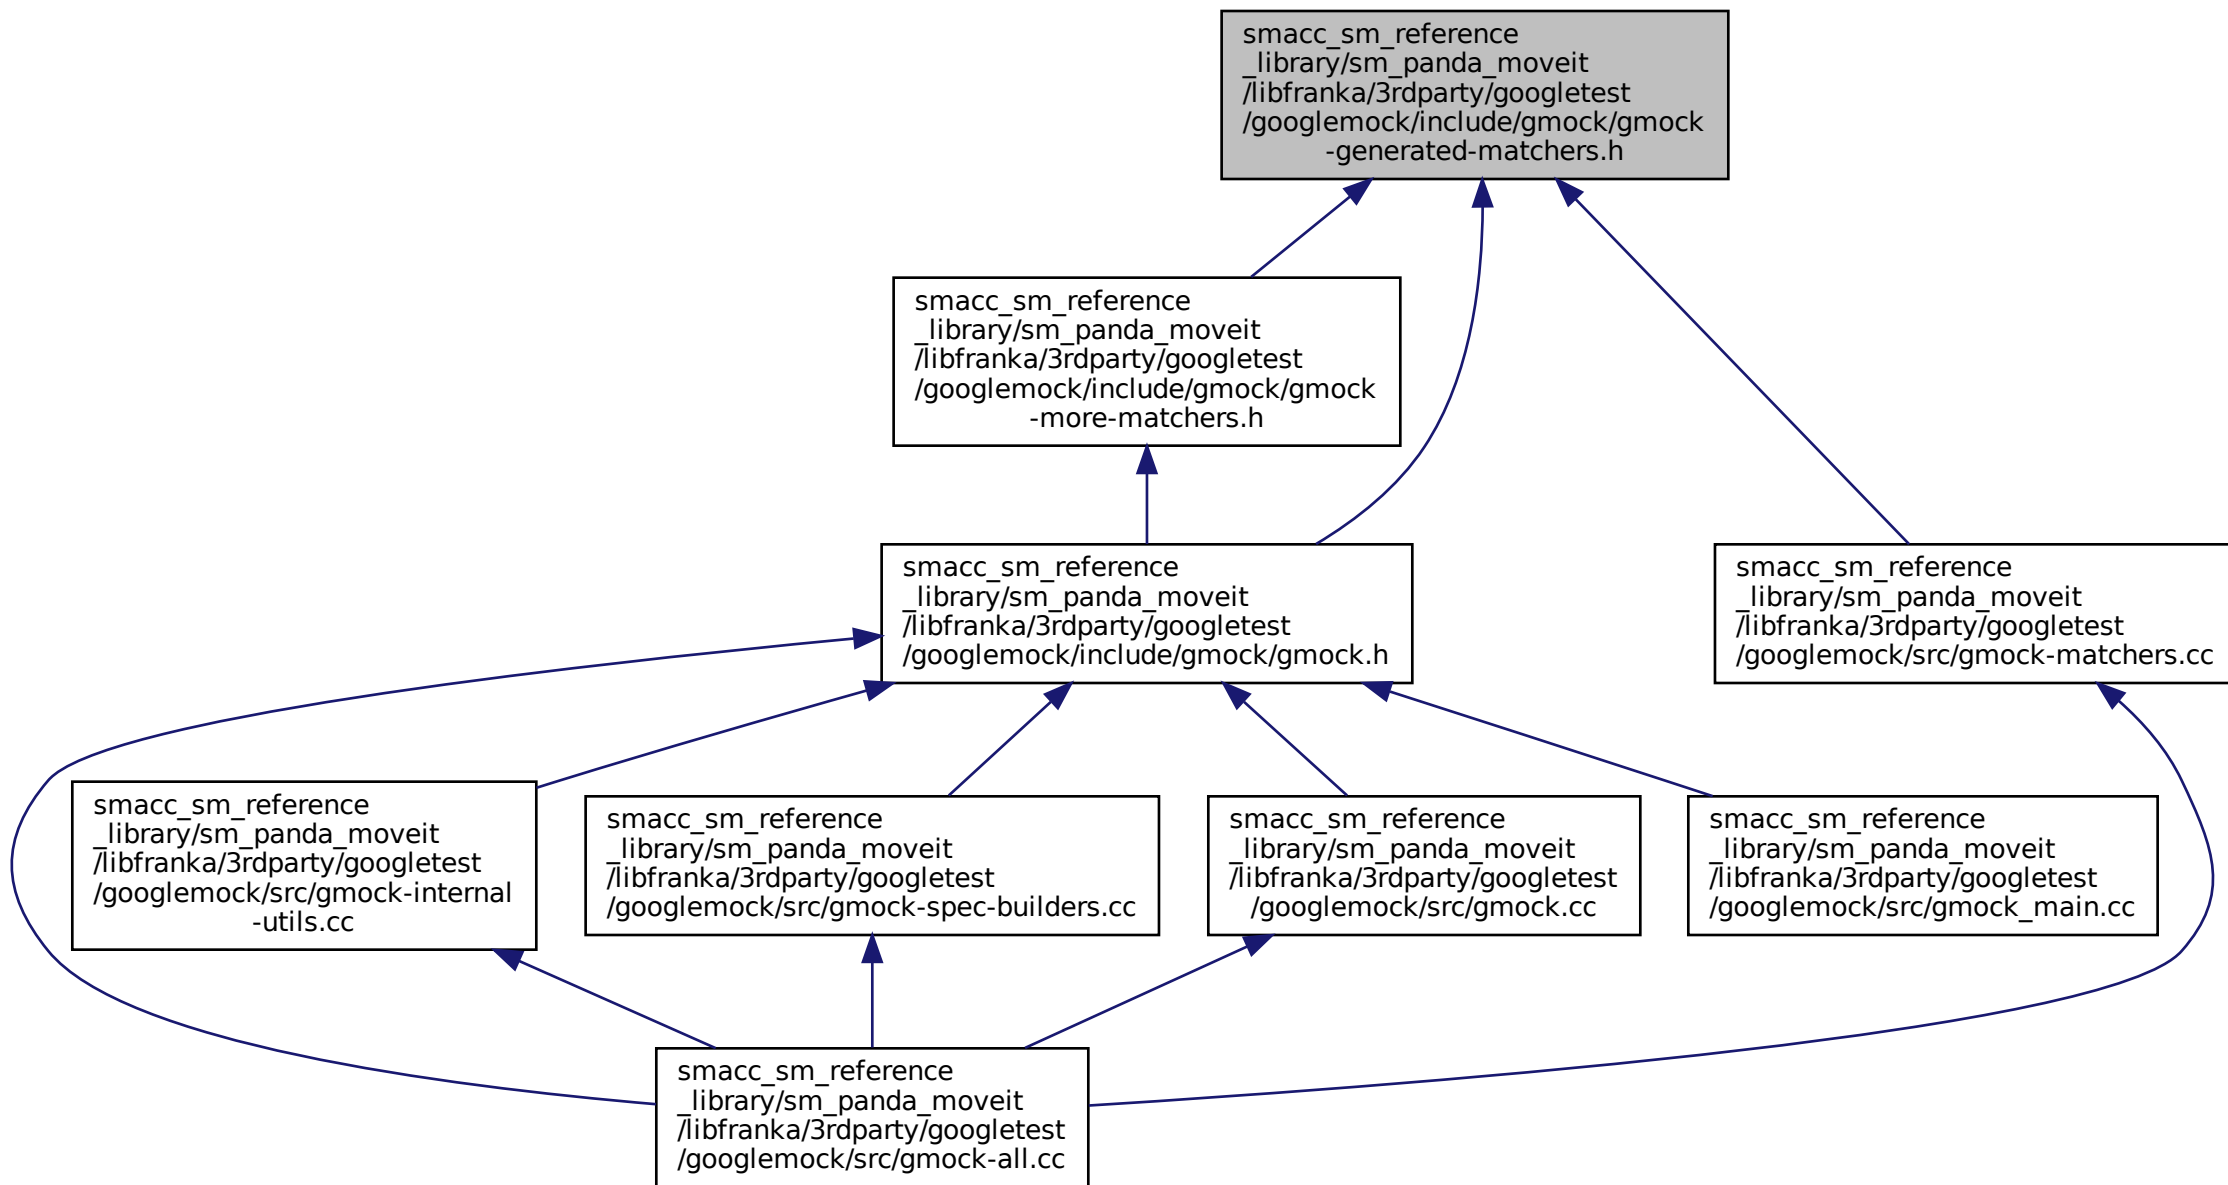 smacc_sm_reference
_library/sm_panda_moveit
/libfranka/3rdparty/googletest
/googlemock/include/gmock/gmock
-generated-matchers.h
smacc_sm_reference
_library/sm_panda_moveit
/libfranka/3rdparty/googletest
/googlemock/include/gmock/gmock
-more-matchers.h
smacc_sm_reference
_library/sm_panda_moveit
/libfranka/3rdparty/googletest
/googlemock/include/gmock/gmock.h
smacc_sm_reference
_library/sm_panda_moveit
/libfranka/3rdparty/googletest
/googlemock/src/gmock-matchers.cc
smacc_sm_reference
_library/sm_panda_moveit
/libfranka/3rdparty/googletest
/googlemock/src/gmock-internal
-utils.cc
smacc_sm_reference
_library/sm_panda_moveit
/libfranka/3rdparty/googletest
/googlemock/src/gmock-spec-builders.cc
smacc_sm_reference
_library/sm_panda_moveit
/libfranka/3rdparty/googletest
/googlemock/src/gmock.cc
smacc_sm_reference
_library/sm_panda_moveit
/libfranka/3rdparty/googletest
/googlemock/src/gmock_main.cc
smacc_sm_reference
_library/sm_panda_moveit
/libfranka/3rdparty/googletest
/googlemock/src/gmock-all.cc